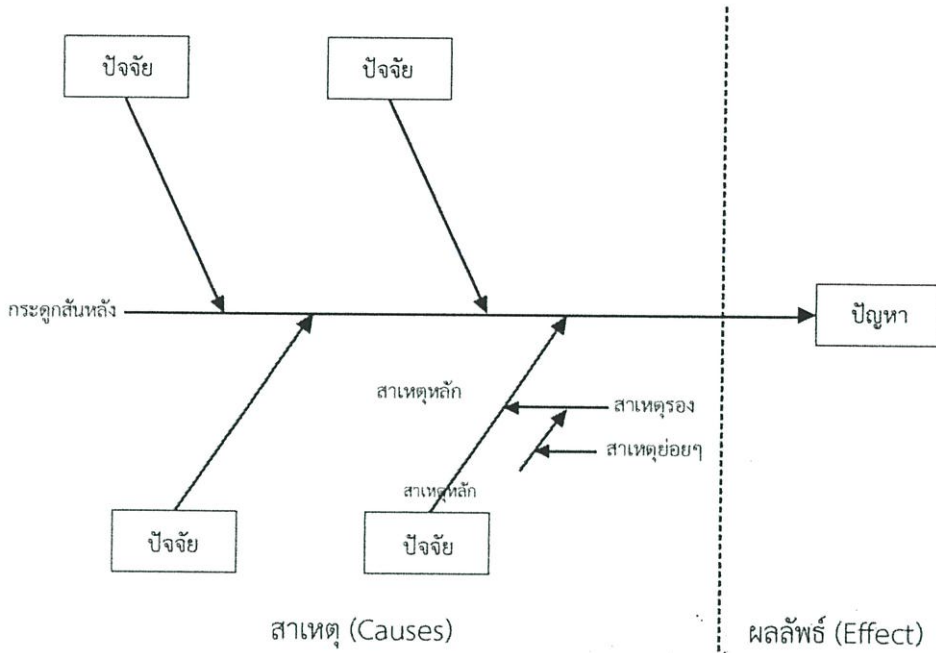 ปัจจัย
ปัจจัย
กระดูกสันหลัง
ปัญหา
สาเหตุหลัก
สาเหตุรอง
สาเหตุย่อยๆ
สาเหตุหลัก
ปัจจัย
ปัจจัย
สาเหตุ (Causes)
ผลลัพธ์ (Effect)